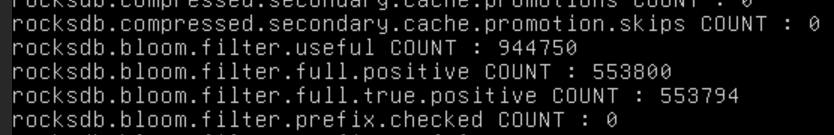 rocksdb.compressed.secondary.cache.promotions COUNT : 0
rocksdb.compressed.secondary.cache.promotion.skips COUNT : 0
rocksdb.bloom.filter.useful COUNT : 944750
rocksdb.bloom.filter.full.positive COUNT : 553800
rocksdb.bloom.filter.full.true.positive COUNT : 553794
rocksdb.bloom.filter.prefix.checked COUNT : 0